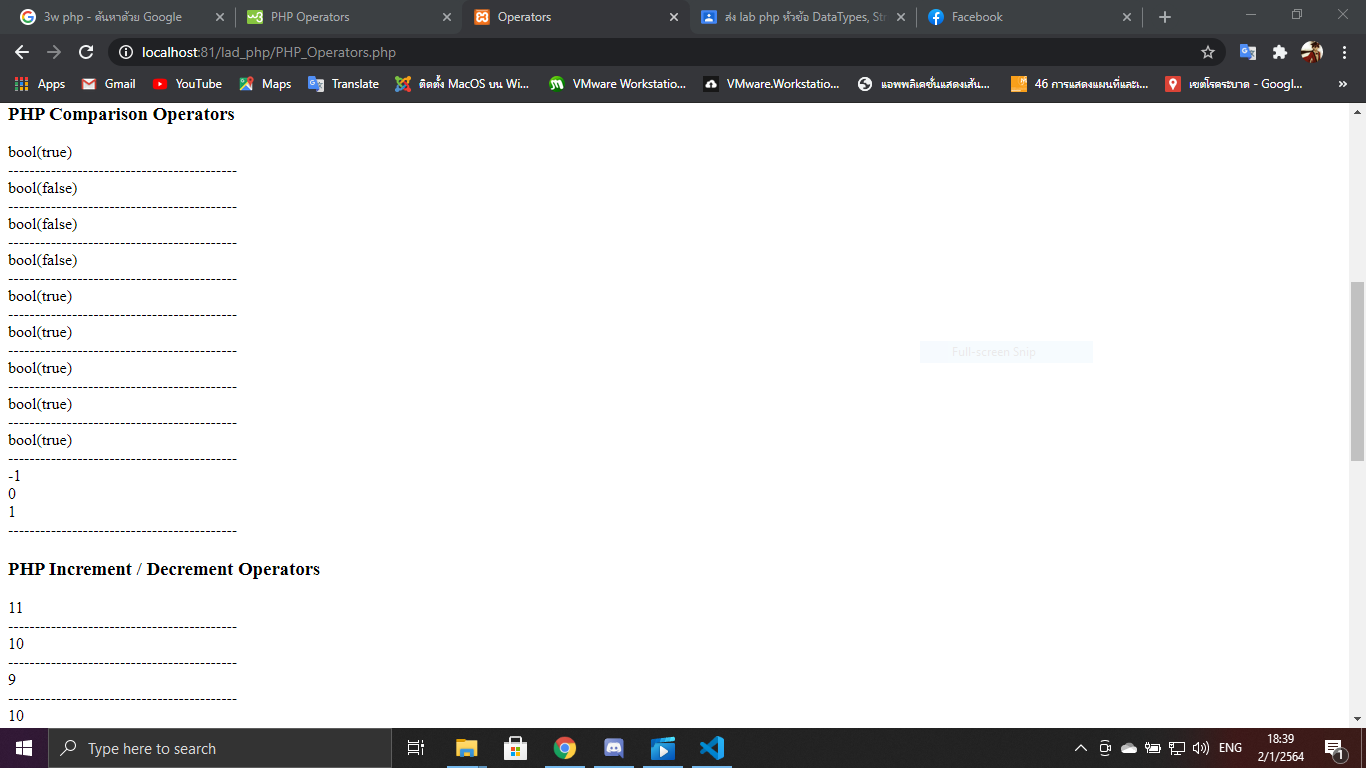 3w php - ค้นหาด้วย Google
PHP Operators
Operators
ส่ง lab php หัวข้อ DataTypes, Str
Facebook
localhost:81/lad_php/PHP_Operators.php
Apps
Gmail
YouTube
Maps
Translate
ติดตั้ง MacOS บน Wi...
VMware Workstatio...
VMware.Workstatio...
แอพพลิเคชั่นแสดงเส้น...
46 การแสดงแผนที่และเ...
เขตโรคระบาด - Googl...
»
PHP Comparison Operators
bool(true)
--------------------------------------------
bool(false)
--------------------------------------------
bool(false)
--------------------------------------------
bool(false)
--------------------------------------------
bool(true)
--------------------------------------------
bool(true)
--------------------------------------------
bool(true)
--------------------------------------------
bool(true)
--------------------------------------------
bool(true)
--------------------------------------------
-1
0
1
--------------------------------------------
Full-screen Snip
PHP Increment / Decrement Operators
11
--------------------------------------------
10
--------------------------------------------
9
--------------------------------------------
10
Type here to search
ENG
18:39
2/1/2564
1